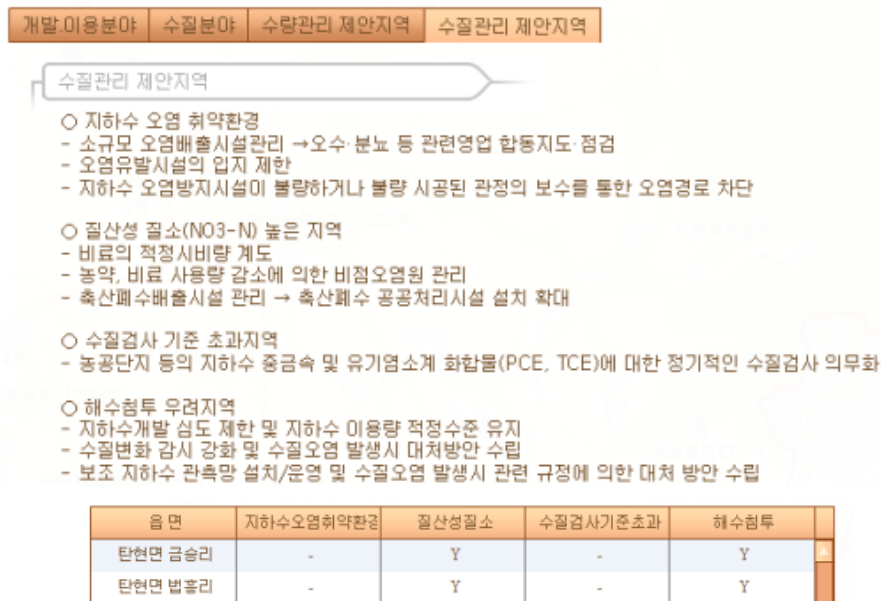 개발.이용분야 수질분야 수량관리 제안지역 수질관리 제안지역
수질관리 제안지역
○ 지하수 오염 취약환경
- 소규모 오염배출시설관리 →오수·분뇨 등 관련영업 합동지도·점검
- 오염유발시설의 입지 제한
- 지하수 오염방지시설이 불량하거나 불량 시공된 관정의 보수를 통한 오염경로 차단
○ 질산성 질소(NO3-N) 높은 지역
- 비료의 적정시비량 계도
- 농약, 비료 사용량 감소에 의한 비점오염원 관리
- 축산폐수배출시설 관리 → 축산폐수 공공처리시설 설치 확대
○ 수질검사 기준 초과지역
- 농공단지 등의 지하수 중금속 및 유기염소계 화합물(PCE, TCE)에 대한 정기적인 수질검사 의무화
○ 해수침투 우려지역
- 지하수개발 심도 제한 및 지하수 이용량 적정수준 유지
- 수질변화 감시 강화 및 수질오염 발생시 대처방안 수립
- 보조 지하수 관측망 설치/운영 및 수질오염 발생시 관련 규정에 의한 대처 방안 수립
읍면 지하수오염취약환경 질산성질소 수질검사기준초과 해수침투
탄현면 금승리 - Y - Y
탄현면 법흥리 - Y - Y